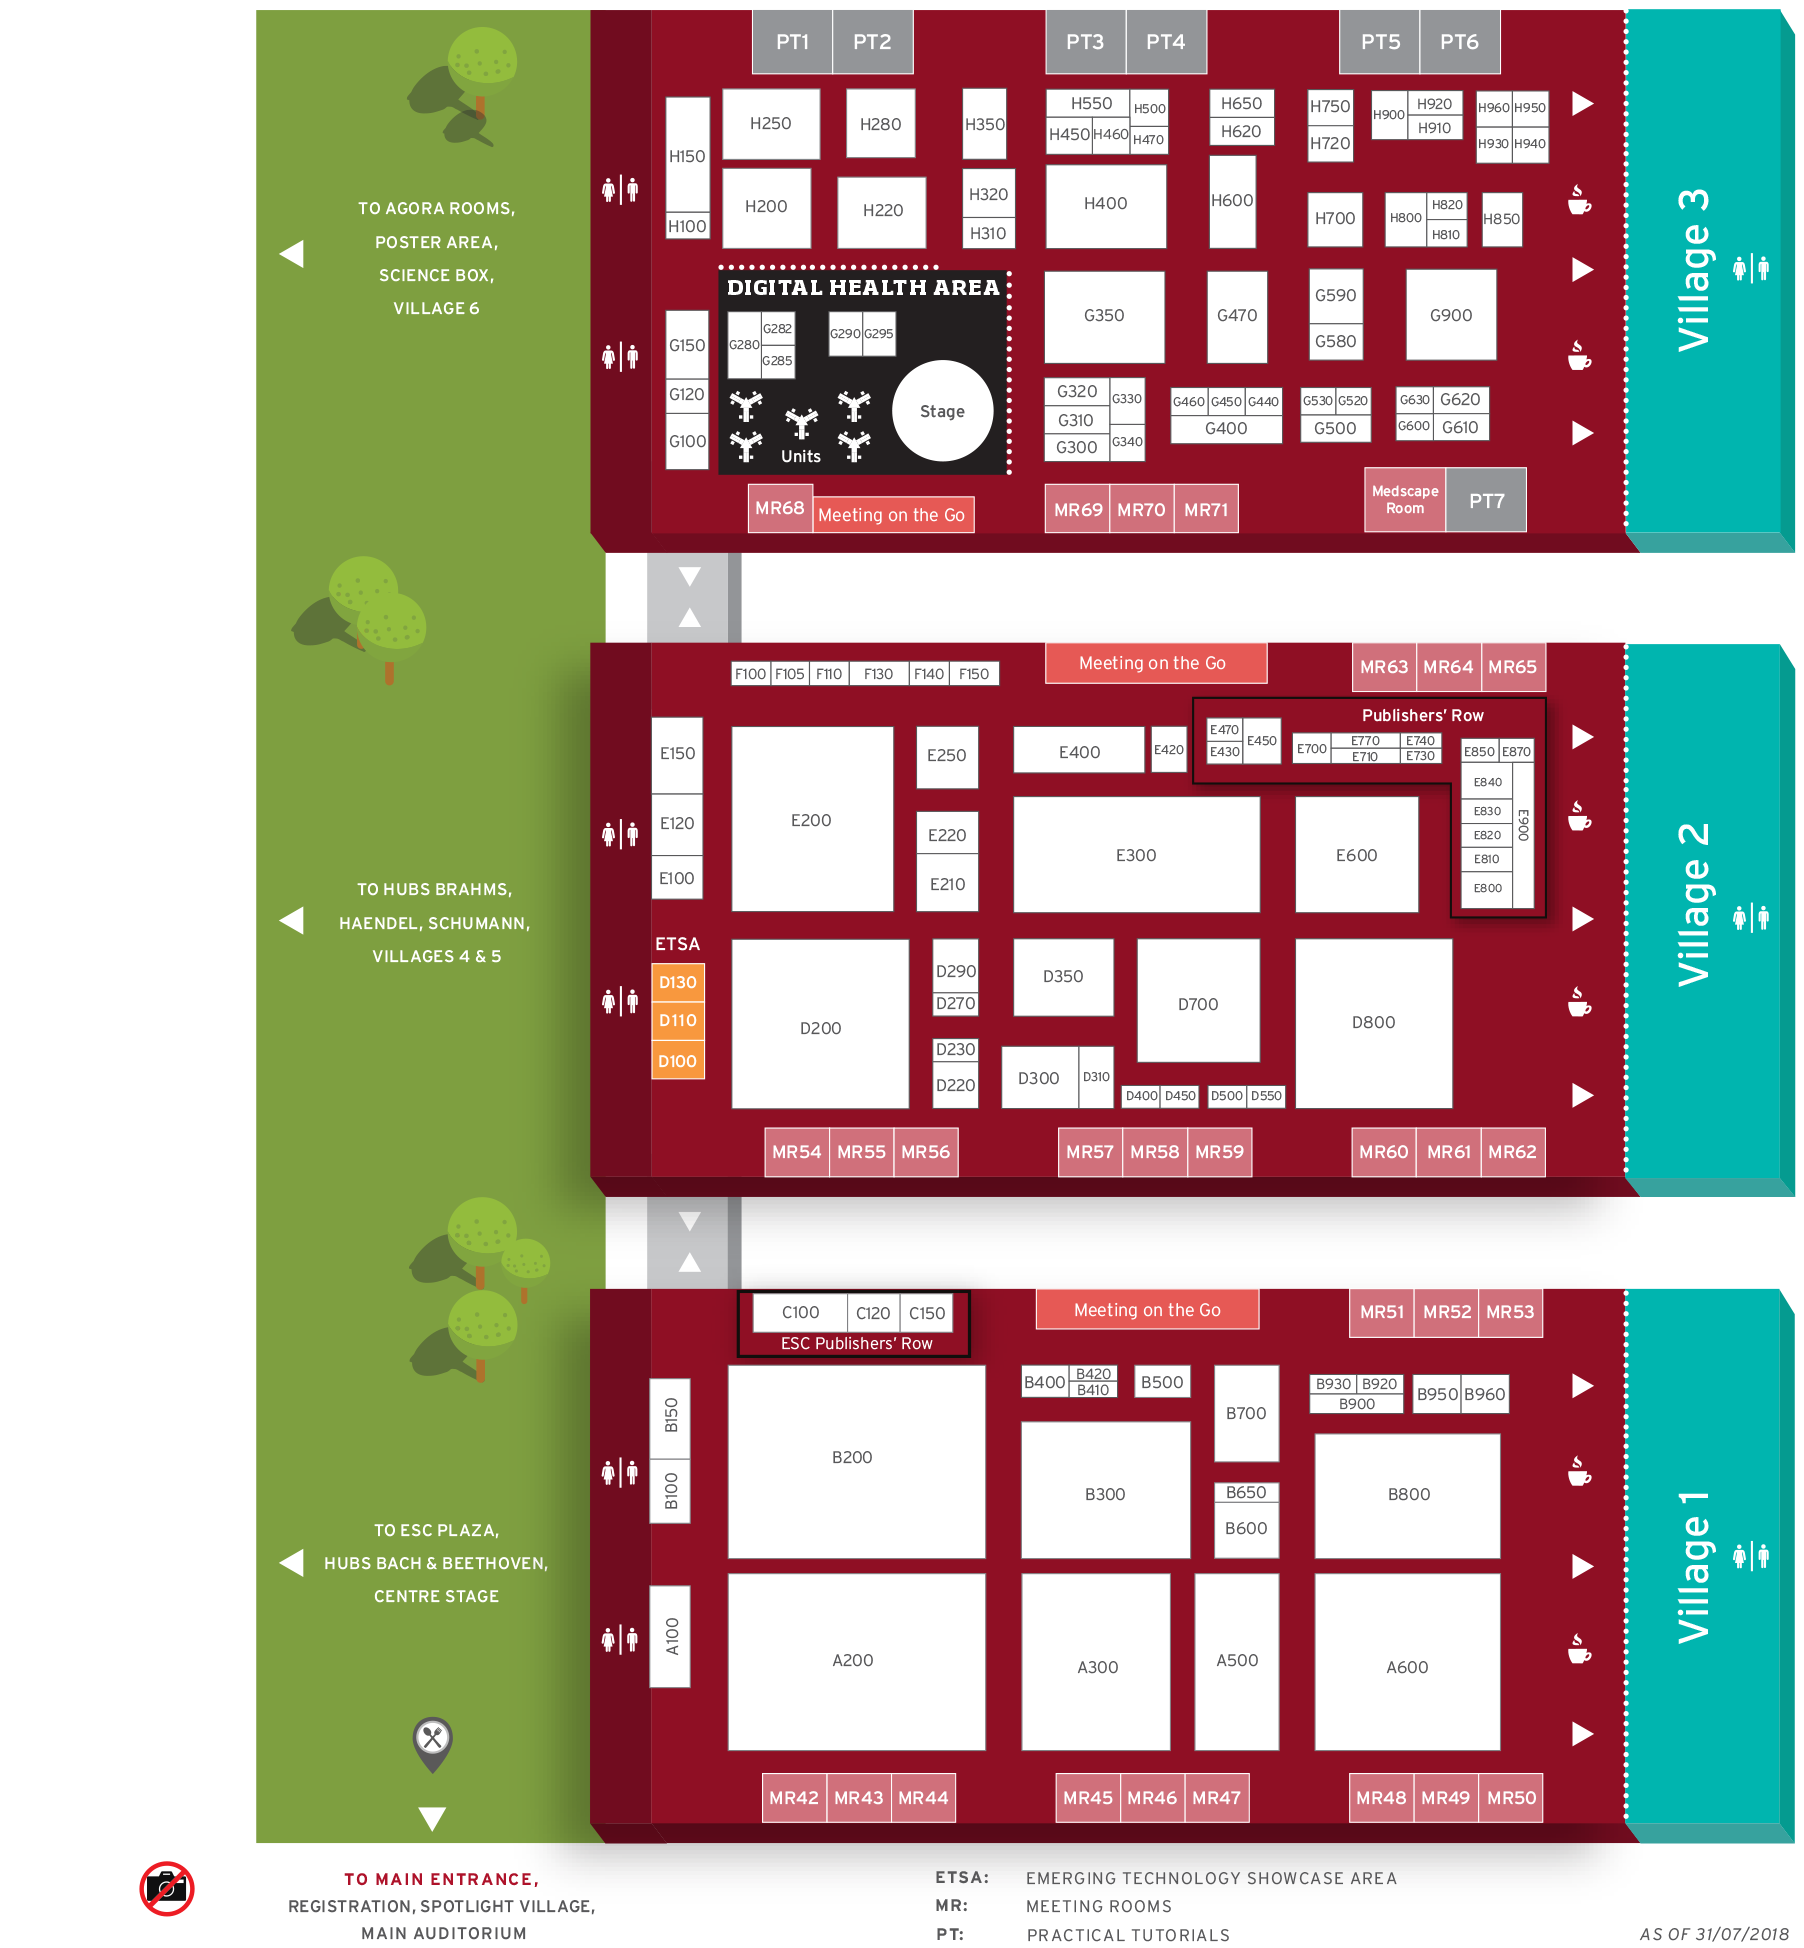 PT1 PT2 PT3 PT4 PT5 PT6
H150
H100
H250
H280
H350
H200
H220
H320
H310
H550 H500
H450 H460 H470
H400
H650
H620
H600
H750
H720
H900 H920
H910
H960 H950
H930 H940
H700
H800 H820
H810
H850
TO AGORA ROOMS,
POSTER AREA,
SCIENCE BOX,
VILLAGE 6
G150
G120
G100
DIGITAL HEALTH AREA
G280 G282
G285
G290 G295
Stage
Units
G350
G470
G590
G580
G900
G320 G330
G310
G300 G340
G460 G450 G440
G400
G530 G520
G500
G630 G620
G600 G610
MR68 Meeting on the Go
MR69 MR70 MR71
Medscape
Room
PT7
Village 3
F100 F105 F110 F130 F140 F150
Meeting on the Go
MR63 MR64 MR65
Publishers' Row
E470
E430
E450
E700 E770 E740
E710 E730
E850 E870
E840
E830
E820
E810
E800
E900
E150
E120
E100
E200
E250
E220
E210
E400
E420
E300
E600
TO HUBS BRAHMS,
HAENDEL, SCHUMANN,
VILLAGES 4 & 5
ETSA
D130
D110
D100
D200
D290
D270
D230
D220
D350
D700
D300 D310
D400 D450
D500 D550
D800
MR54 MR55 MR56
MR57 MR58 MR59
MR60 MR61 MR62
Village 2
C100 C120 C150
ESC Publishers' Row
Meeting on the Go
MR51 MR52 MR53
B150
B100
B200
B400 B420
B410
B500
B700
B930 B920
B900
B950 B960
B300
B650
B600
B800
TO ESC PLAZA,
HUBS BACH & BEETHOVEN,
CENTRE STAGE
A100
A200
A300
A500
A600
MR42 MR43 MR44
MR45 MR46 MR47
MR48 MR49 MR50
Village 1
TO MAIN ENTRANCE,
REGISTRATION, SPOTLIGHT VILLAGE,
MAIN AUDITORIUM
ETSA: EMERGING TECHNOLOGY SHOWCASE AREA
MR: MEETING ROOMS
PT: PRACTICAL TUTORIALS
AS OF 31/07/2018